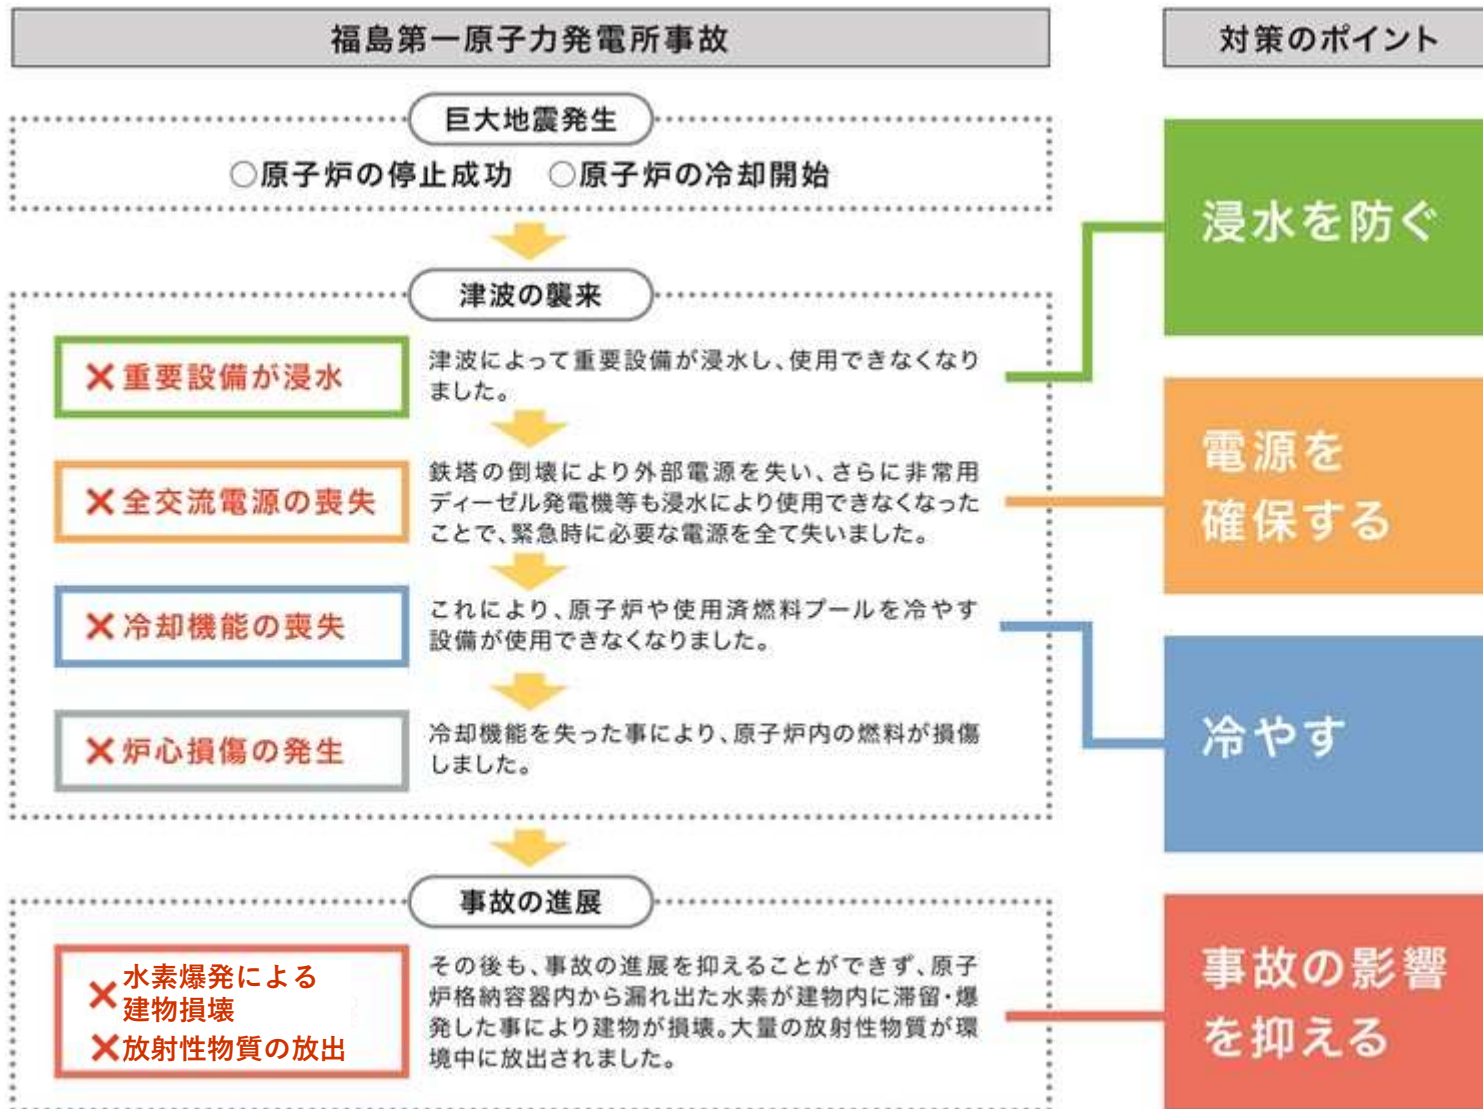 福島第一原子力発電所事故
対策のポイント
巨大地震発生
○原子炉の停止成功 ○原子炉の冷却開始
浸水を防ぐ
津波の襲来
×重要設備が浸水
津波によって重要設備が浸水し、使用できなくなり
ました。
電源を
確保する
×全交流電源の喪失
鉄塔の倒壊により外部電源を失い、さらに非常用
ディーゼル発電機等も浸水により使用できなくなった
ことで、緊急時に必要な電源を全て失いました。
×冷却機能の喪失
これにより、原子炉や使用済燃料プールを冷やす
設備が使用できなくなりました。
冷やす
×炉心損傷の発生
冷却機能を失った事により、原子炉内の燃料が損傷
しました。
事故の進展
×水素爆発による
建物損壊
×放射性物質の放出
その後も、事故の進展を抑えることができず、原子
炉格納容器内から漏れ出た水素が建物内に滞留・爆
発した事により建物が損壊。大量の放射性物質が環
境中に放出されました。
事故の影響
を抑える